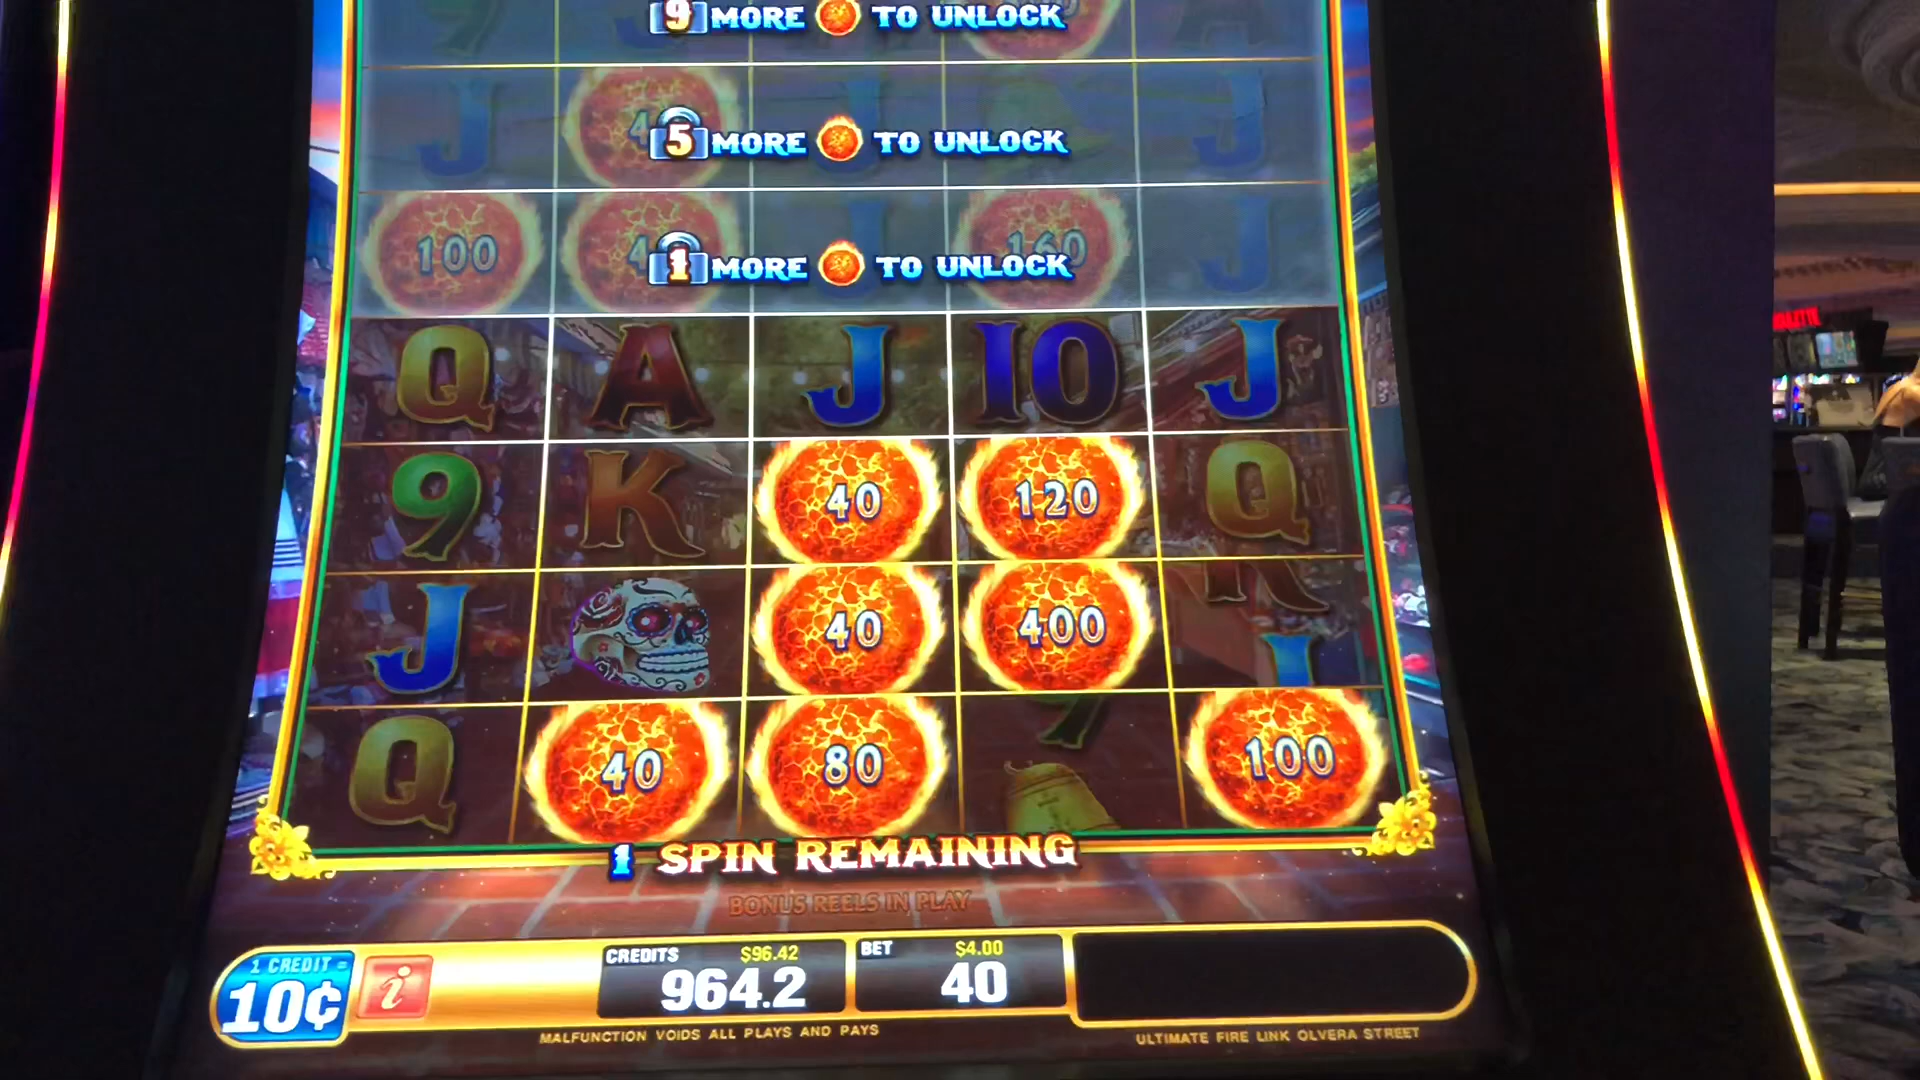 9 MORE TO UNLOCK
J J J
5 MORE TO UNLOCK
100 160 J
1 MORE TO UNLOCK
Q A J 10 J
9 K 40 120 Q
J 40 400 K
J
Q 40 80 9 100
1 SPIN REMAINING
BONUS REELS IN PLAY
1 CREDIT =
10¢
i
CREDITS $96.42
964.2
BET $4.00
40
MALFUNCTION VOIDS ALL PLAYS AND PAYS
ULTIMATE FIRE LINK OLVERA STREET